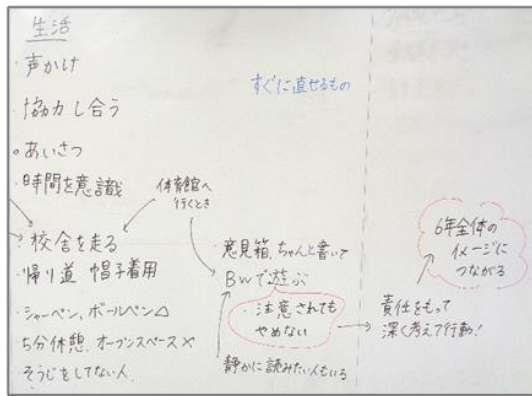 生活
・声かけ
・協力し合う
・あいさつ
・時間を意識
・校舎を走る
・帰り道 帽子着用
・シャーペン、ボールペン△
5分休憩、オープンスペース×
そうじをしてない人、
すぐに直せるもの
体育館へ
行くとき
・意見箱、ちゃんと書いて
BWで遊ぶ
・注意されても
やめない
静かに読みたい人もいる
責任をもって
深く考えて行動!
6年全体の
イメージに
つながる